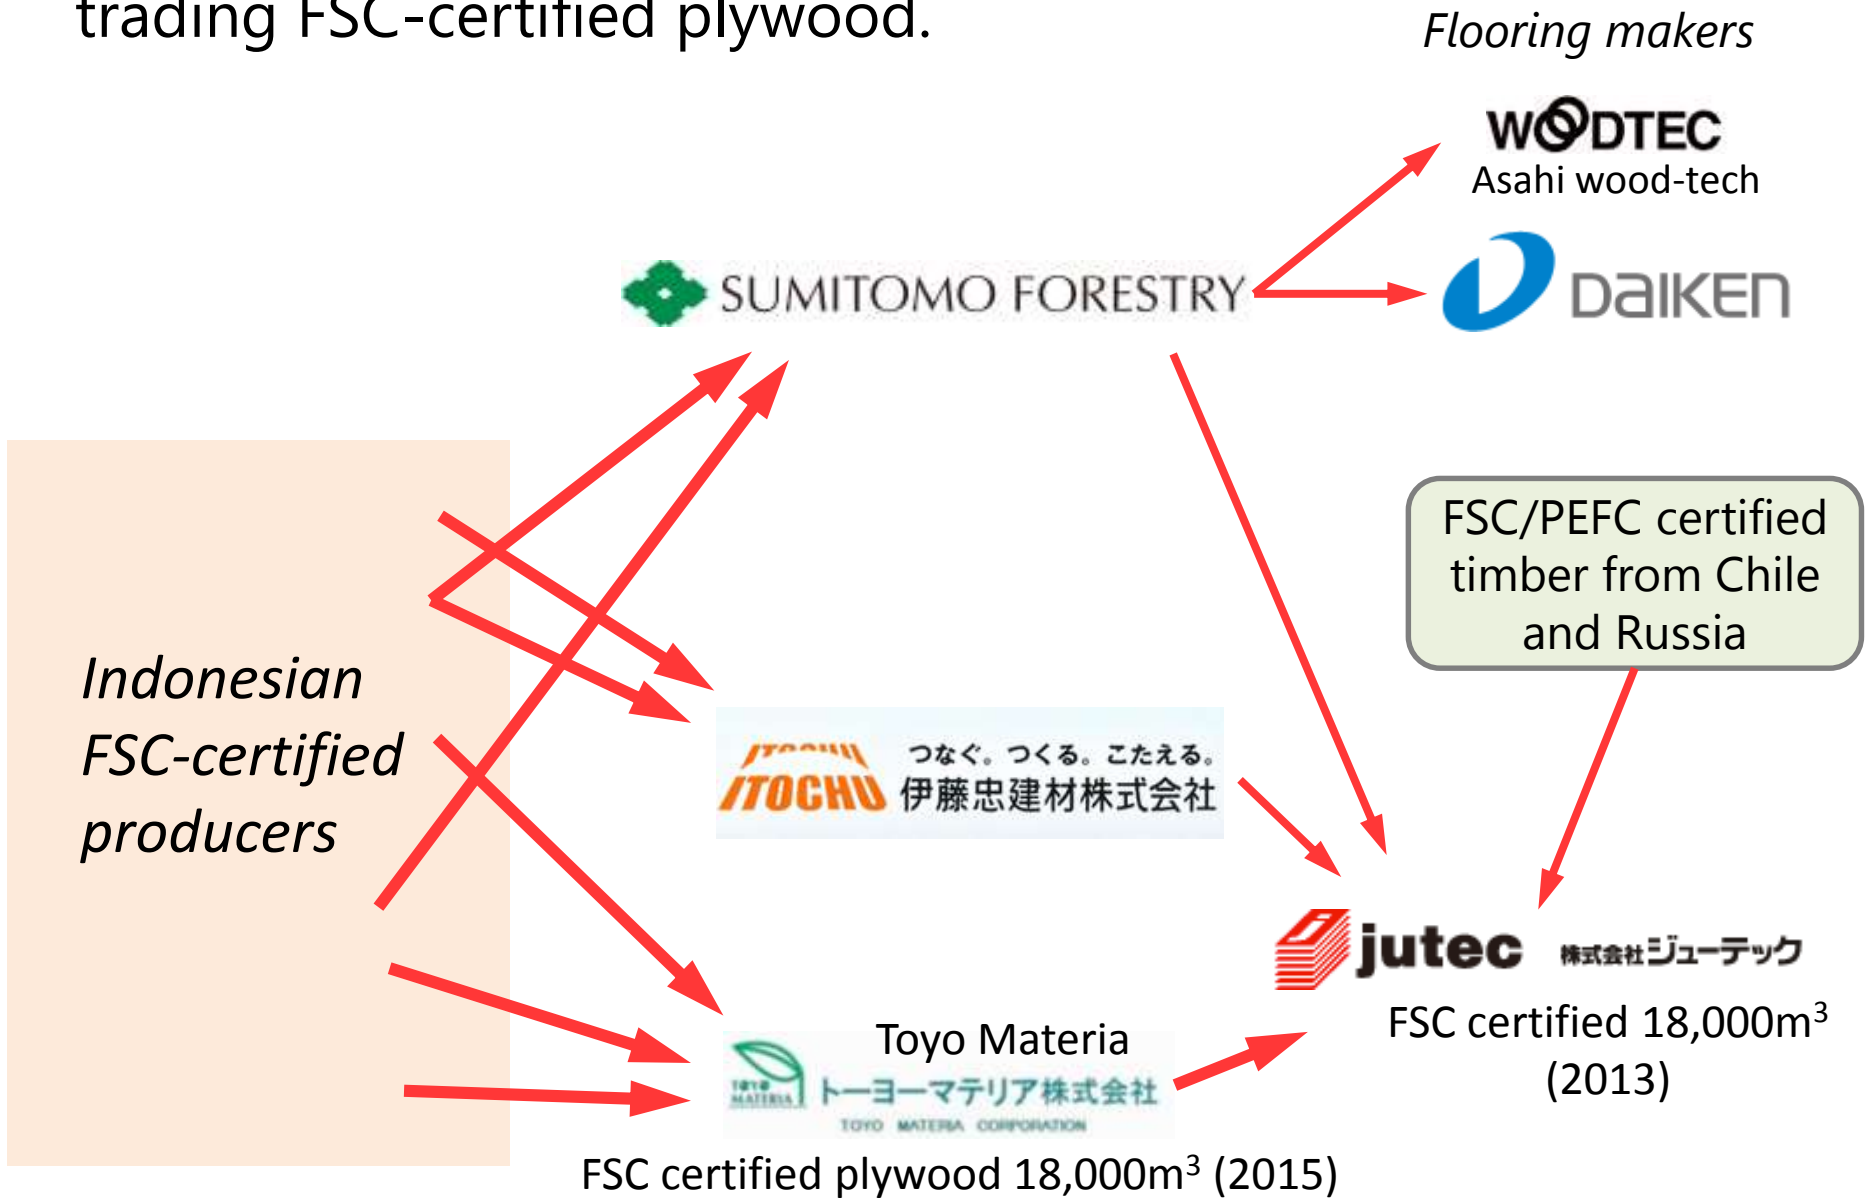 trading FSC-certified plywood.
Flooring makers
WOODTEC
Asahi wood-tech
SUMITOMO FORESTRY
DAIKEN
FSC/PEFC certified
timber from Chile
and Russia
Indonesian
FSC-certified
producers
ITOCHU
つなぐ。つくる。こたえる。
伊藤忠建材株式会社
jutec 株式会社ジューテック
FSC certified 18,000m³
(2013)
Toyo Materia
TOYO
MATERIA
トーヨーマテリア株式会社
TOYO MATERIA CORPORATION
FSC certified plywood 18,000m³ (2015)